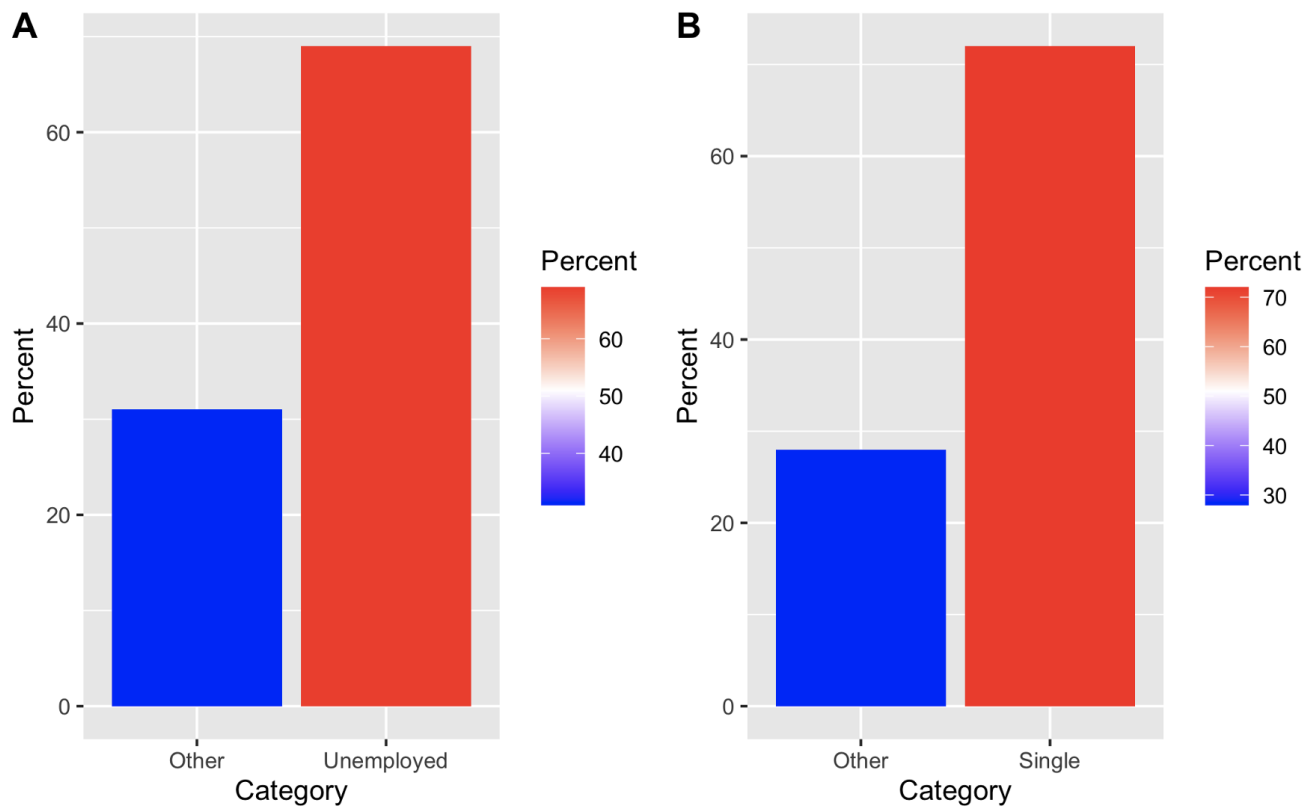 A
Percent
60
40
20
0
Other
Unemployed
Category
Percent
60
50
40
B
Percent
60
40
20
0
Other
Single
Category
Percent
70
60
50
40
30